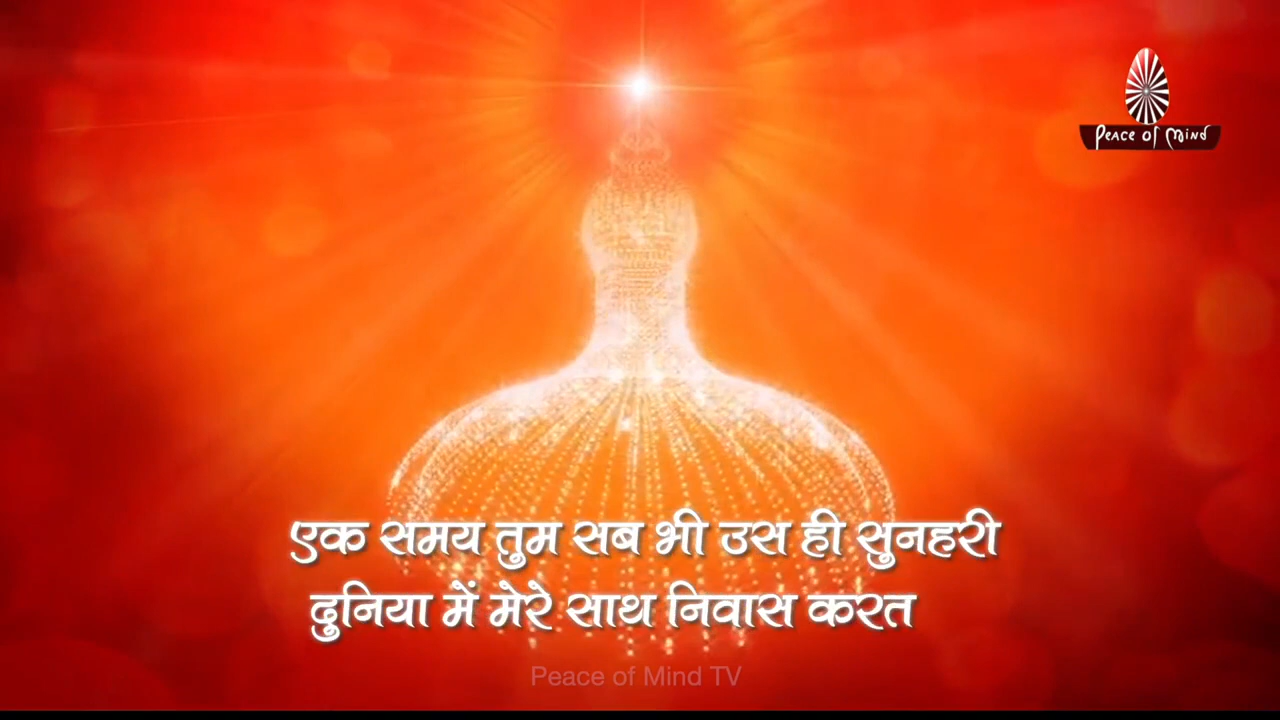 Peace of Mind
एक समय तुम सब भी उस ही सुनहरी
दुनिया में मेरे साथ निवास करत
Peace of Mind TV